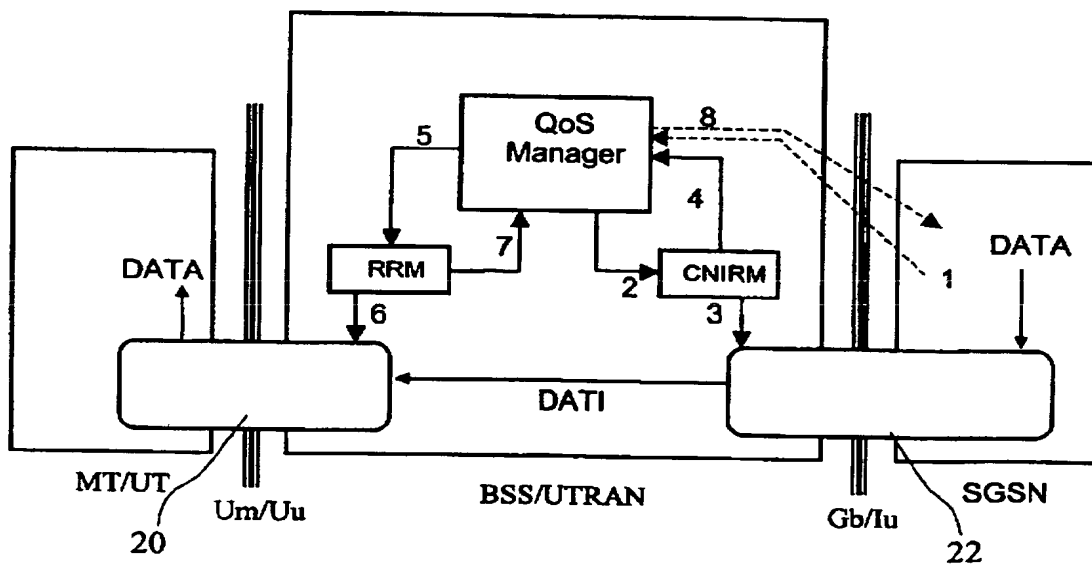 QoS
Manager
8
5
4
7
RRM
2
CNIRM
1
DATA
DATA
6
3
DATI
MT/UT
Um/Uu
BSS/UTRAN
Gb/Iu
SGSN
20
22